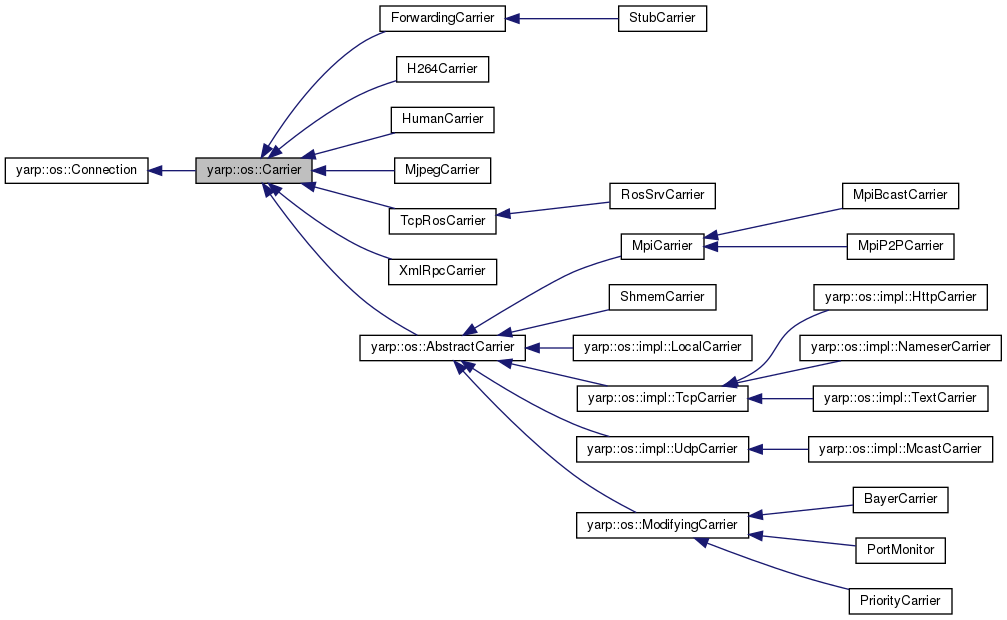 ForwardingCarrier
StubCarrier
H264Carrier
HumanCarrier
yarp::os::Connection
yarp::os::Carrier
MjpegCarrier
TcpRosCarrier
RosSrvCarrier
MpiBcastCarrier
MpiCarrier
MpiP2PCarrier
XmlRpcCarrier
ShmemCarrier
yarp::os::impl::HttpCarrier
yarp::os::AbstractCarrier
yarp::os::impl::LocalCarrier
yarp::os::impl::NameserCarrier
yarp::os::impl::TcpCarrier
yarp::os::impl::TextCarrier
yarp::os::impl::UdpCarrier
yarp::os::impl::McastCarrier
BayerCarrier
yarp::os::ModifyingCarrier
PortMonitor
PriorityCarrier